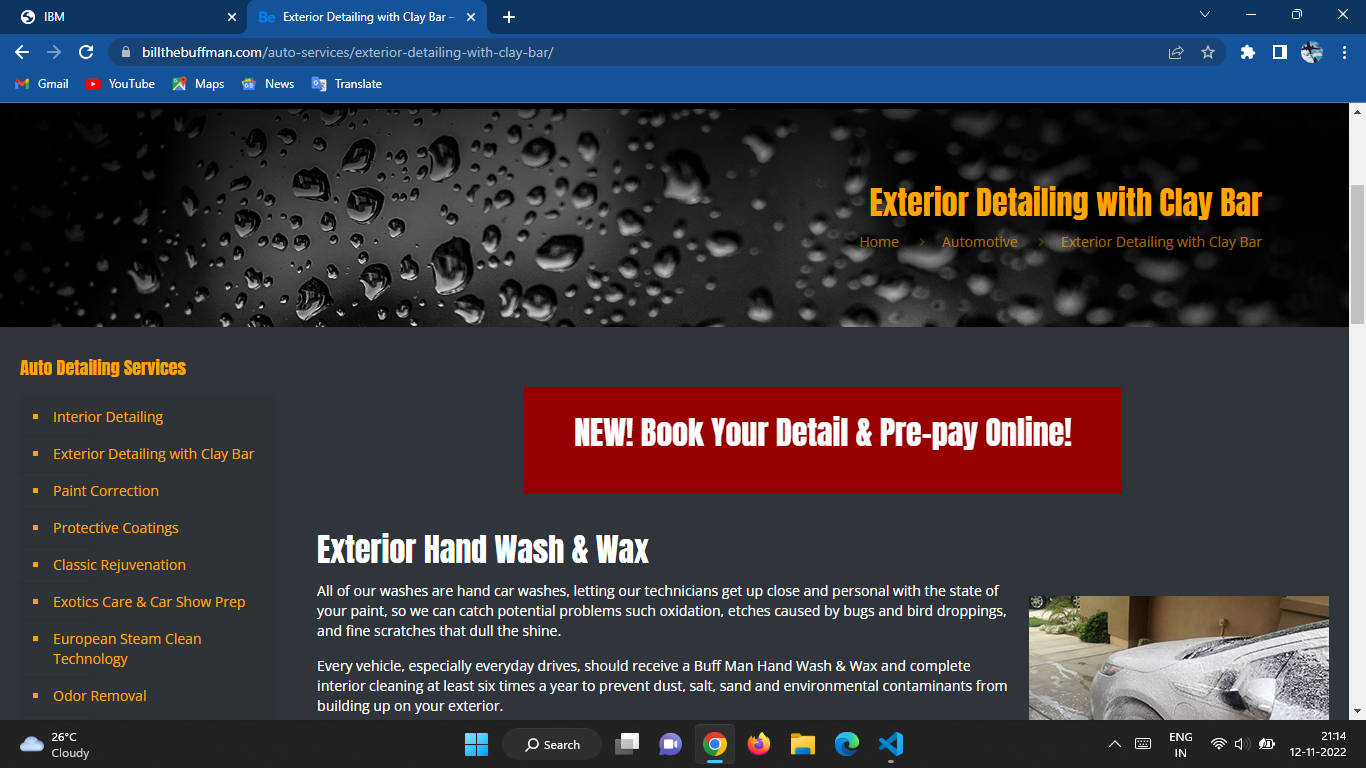 IBM
Be Exterior Detailing with Clay Bar –
billthebuffman.com/auto-services/exterior-detailing-with-clay-bar/
Gmail
YouTube
Maps
News
Translate
Exterior Detailing with Clay Bar
Home > Automotive > Exterior Detailing with Clay Bar
Auto Detailing Services
Interior Detailing
Exterior Detailing with Clay Bar
Paint Correction
Protective Coatings
Classic Rejuvenation
Exotics Care & Car Show Prep
European Steam Clean
Technology
Odor Removal
NEW! Book Your Detail & Pre-pay Online!
Exterior Hand Wash & Wax
All of our washes are hand car washes, letting our technicians get up close and personal with the state of
your paint, so we can catch potential problems such oxidation, etches caused by bugs and bird droppings,
and fine scratches that dull the shine.
Every vehicle, especially everyday drives, should receive a Buff Man Hand Wash & Wax and complete
interior cleaning at least six times a year to prevent dust, salt, sand and environmental contaminants from
building up on your exterior.
26°C
Cloudy
Search
ENG
IN
21:14
12-11-2022